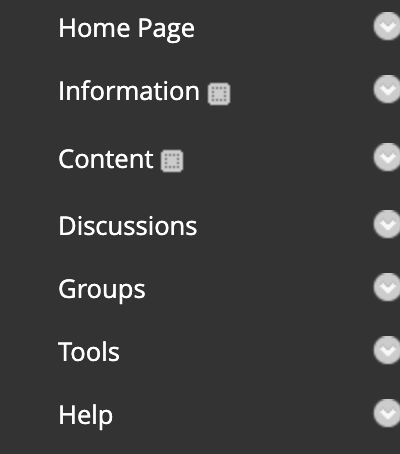 Home Page
Information
Content
Discussions
Groups
Tools
Help